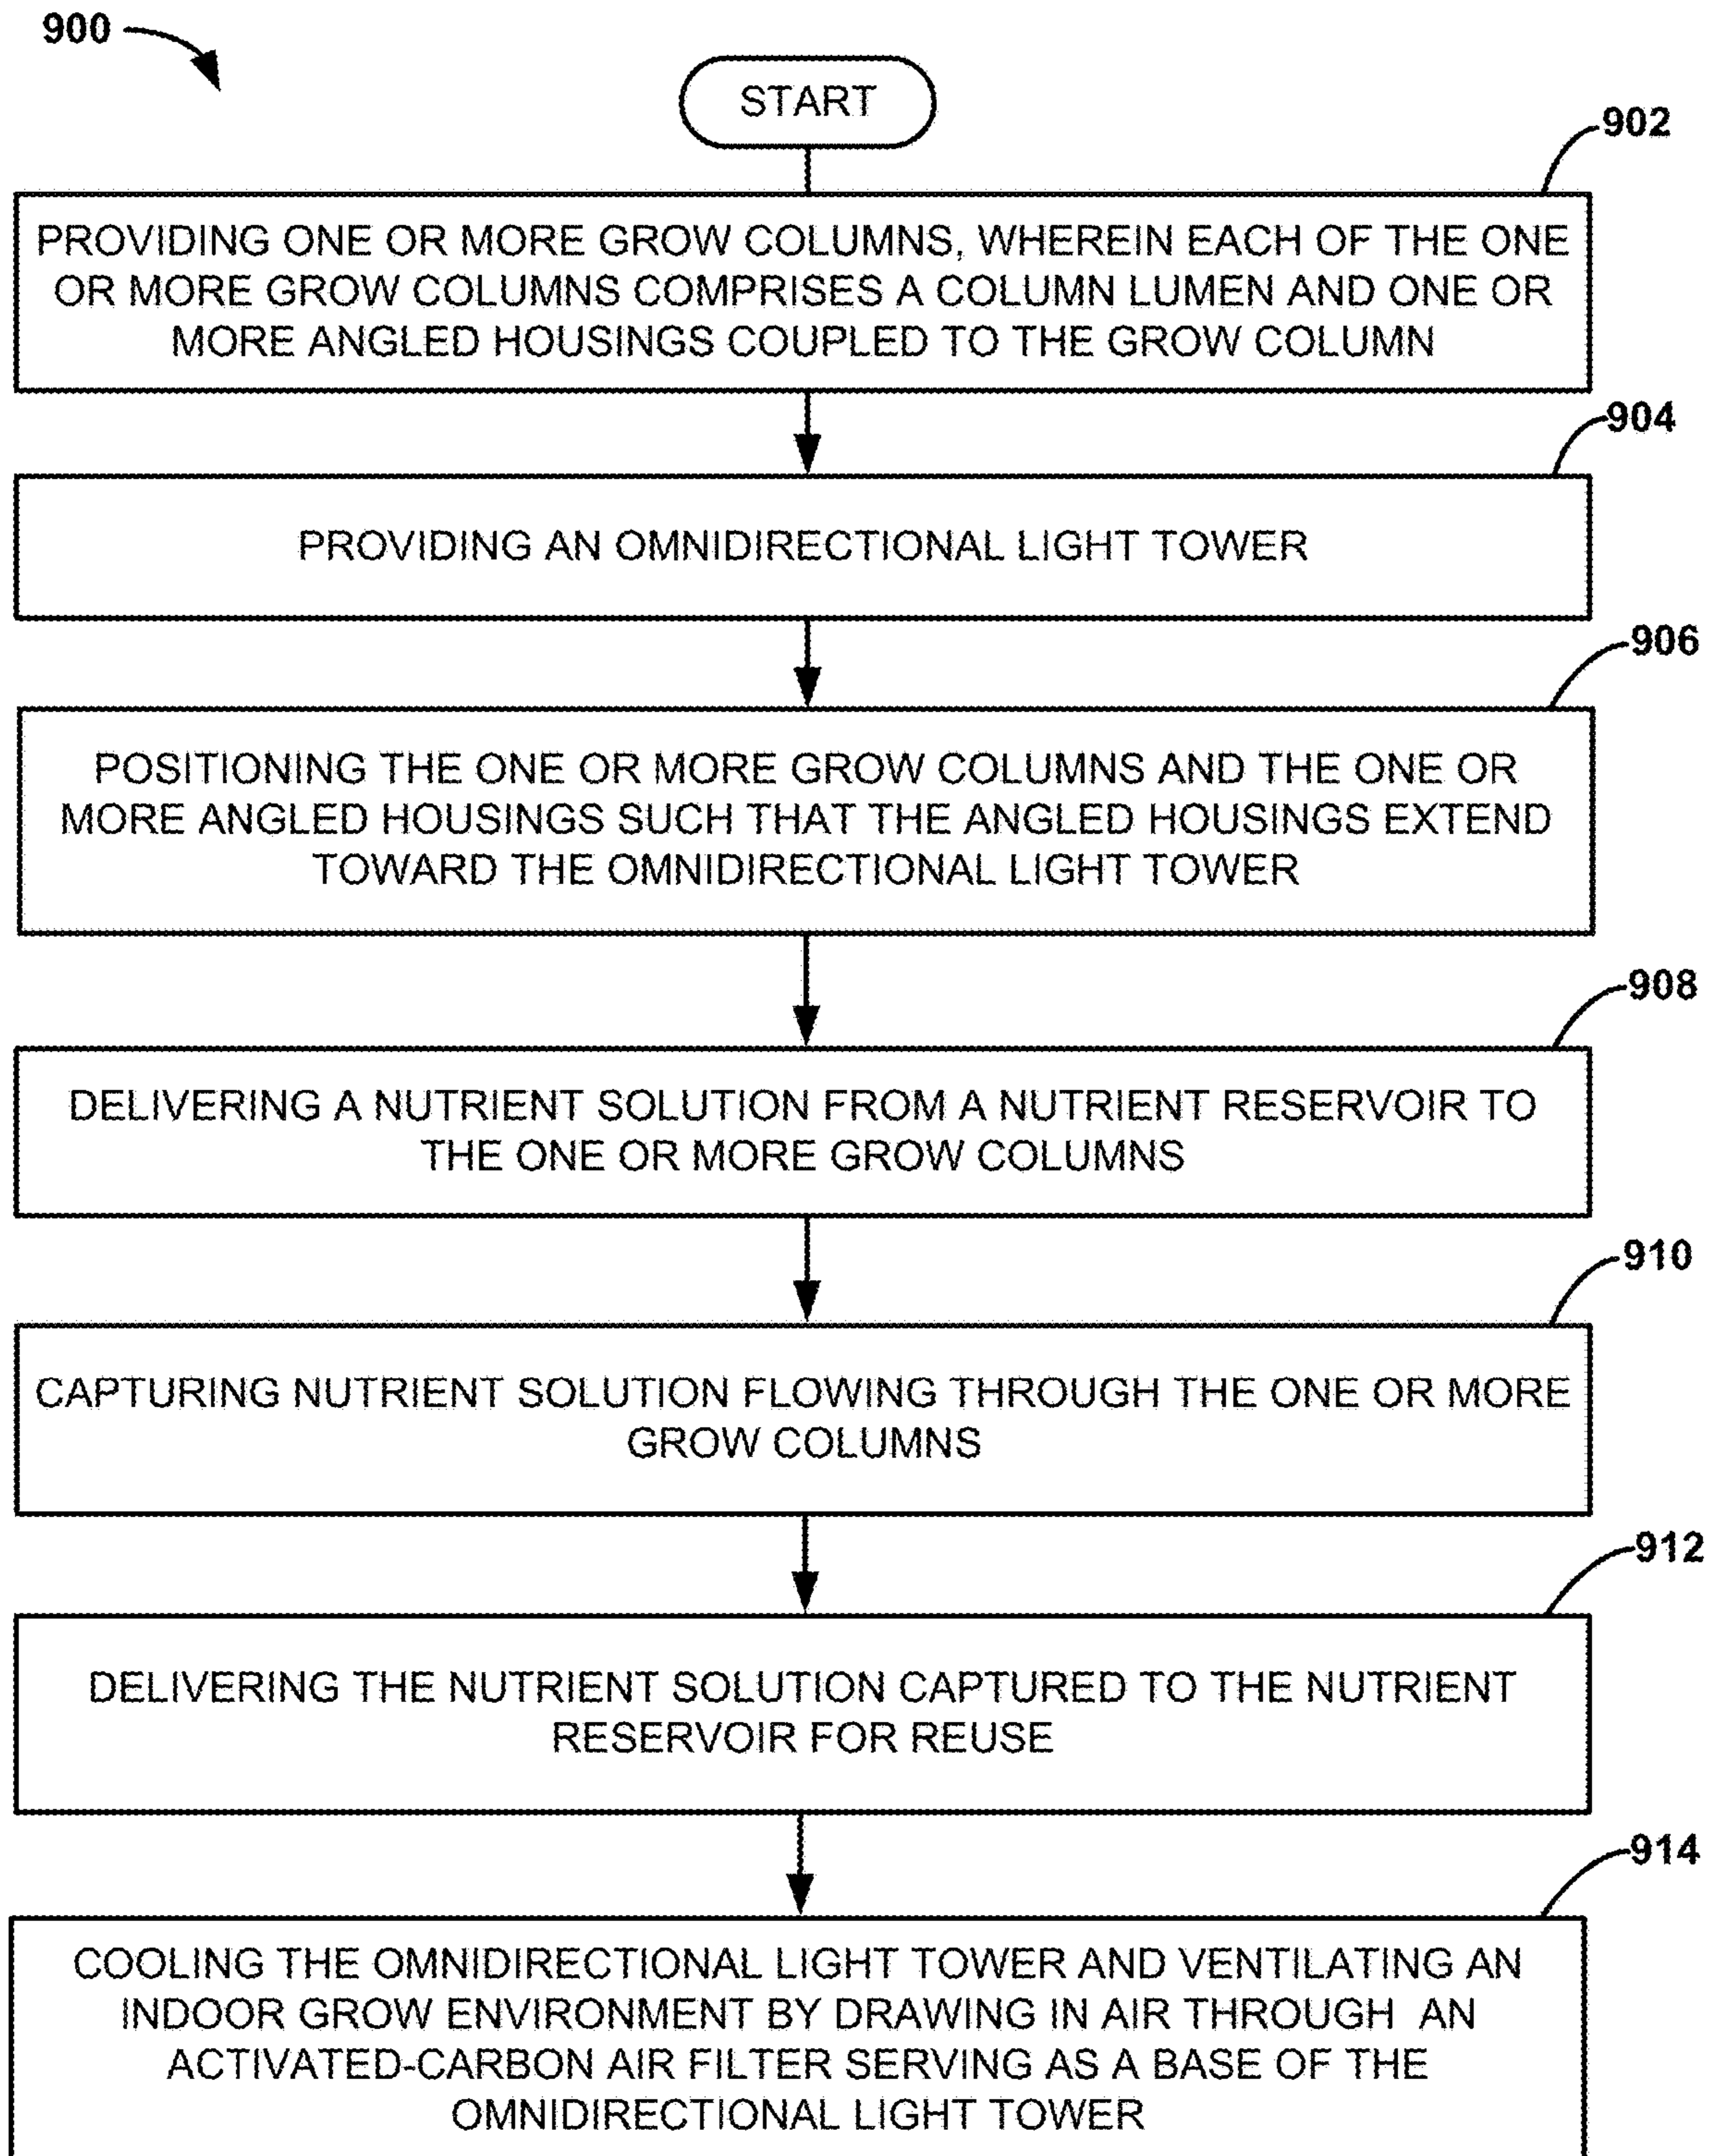 900
START
902
PROVIDING ONE OR MORE GROW COLUMNS, WHEREIN EACH OF THE ONE
OR MORE GROW COLUMNS COMPRISES A COLUMN LUMEN AND ONE OR
MORE ANGLED HOUSINGS COUPLED TO THE GROW COLUMN
904
PROVIDING AN OMNIDIRECTIONAL LIGHT TOWER
906
POSITIONING THE ONE OR MORE GROW COLUMNS AND THE ONE OR
MORE ANGLED HOUSINGS SUCH THAT THE ANGLED HOUSINGS EXTEND
TOWARD THE OMNIDIRECTIONAL LIGHT TOWER
908
DELIVERING A NUTRIENT SOLUTION FROM A NUTRIENT RESERVOIR TO
THE ONE OR MORE GROW COLUMNS
910
CAPTURING NUTRIENT SOLUTION FLOWING THROUGH THE ONE OR MORE
GROW COLUMNS
912
DELIVERING THE NUTRIENT SOLUTION CAPTURED TO THE NUTRIENT
RESERVOIR FOR REUSE
914
COOLING THE OMNIDIRECTIONAL LIGHT TOWER AND VENTILATING AN
INDOOR GROW ENVIRONMENT BY DRAWING IN AIR THROUGH AN
ACTIVATED-CARBON AIR FILTER SERVING AS A BASE OF THE
OMNIDIRECTIONAL LIGHT TOWER